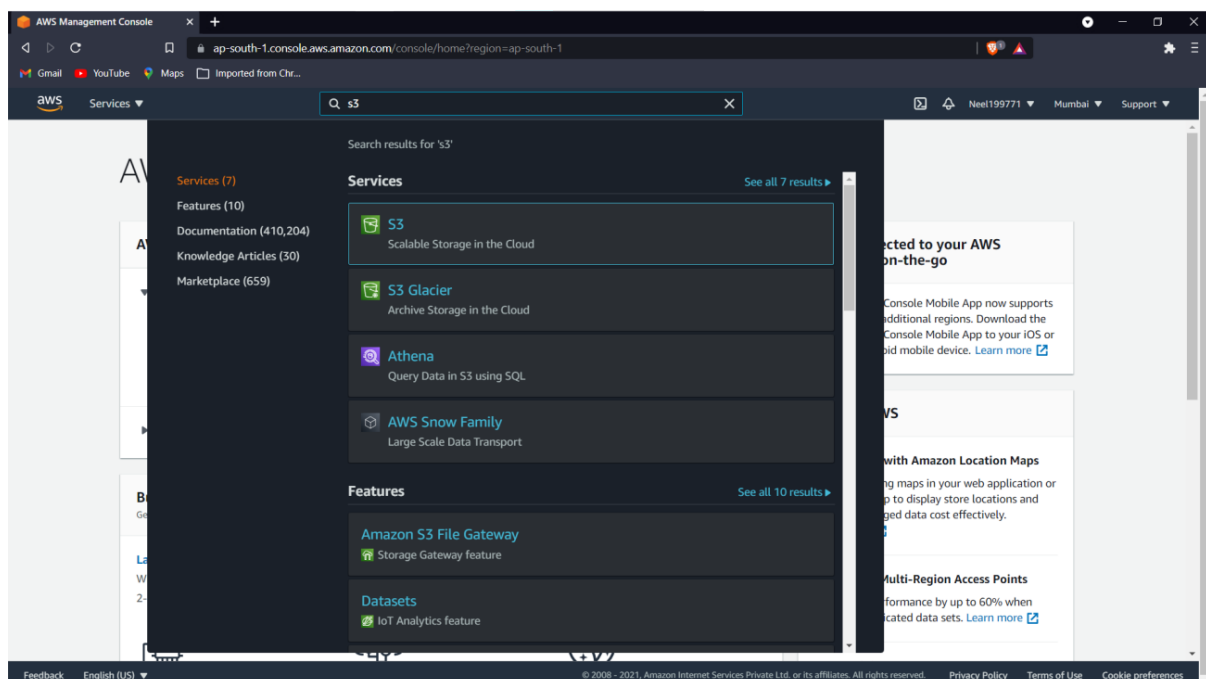 AWS Management Console
ap-south-1.console.aws.amazon.com/console/home?region=ap-south-1
Gmail YouTube Maps Imported from Chr...
aws Services ▼ s3 Neel199771 ▼ Mumbai ▼ Support ▼
Search results for 's3'
Services (7)
Features (10)
Documentation (410,204)
Knowledge Articles (30)
Marketplace (659)
Services See all 7 results
S3
Scalable Storage in the Cloud
S3 Glacier
Archive Storage in the Cloud
Athena
Query Data in S3 using SQL
AWS Snow Family
Large Scale Data Transport
Features See all 10 results
Amazon S3 File Gateway
Storage Gateway feature
Datasets
IoT Analytics feature
ected to your AWS
on-the-go
Console Mobile App now supports
additional regions. Download the
Console Mobile App to your iOS or
oid mobile device. Learn more
WS
with Amazon Location Maps
ng maps in your web application or
p to display store locations and
ged data cost effectively.
Multi-Region Access Points
formance by up to 60% when
icated data sets. Learn more
Feedback English (US) ▼ © 2008 - 2021, Amazon Internet Services Private Ltd. or its affiliates. All rights reserved. Privacy Policy Terms of Use Cookie preferences